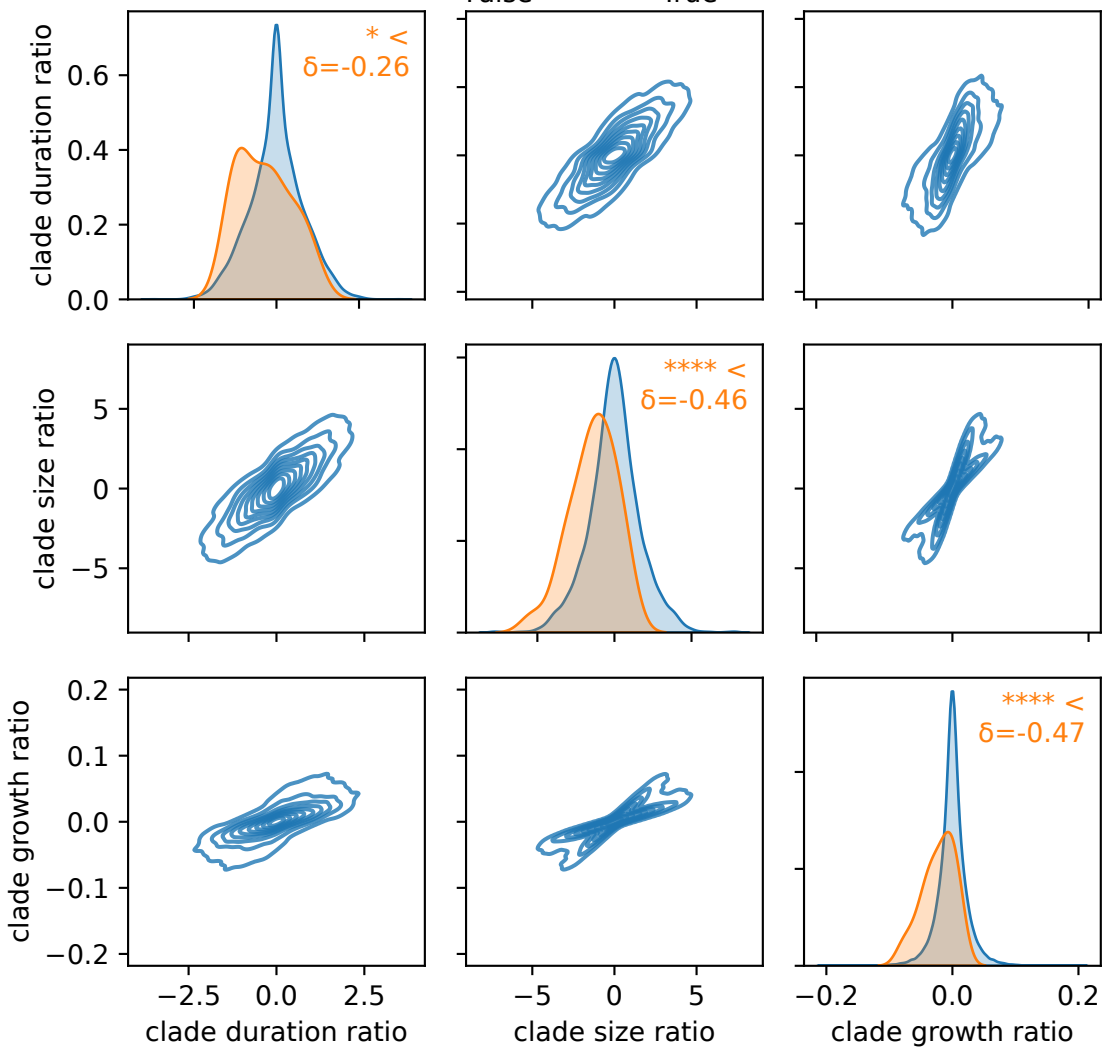 False True
clade duration ratio
0.6
0.4
0.2
0.0
* <
δ=-0.26
clade size ratio
5
0
−5
**** <
δ=-0.46
clade growth ratio
0.2
0.1
0.0
−0.1
−0.2
**** <
δ=-0.47
−2.5 0.0 2.5
clade duration ratio
−5 0 5
clade size ratio
−0.2 0.0 0.2
clade growth ratio